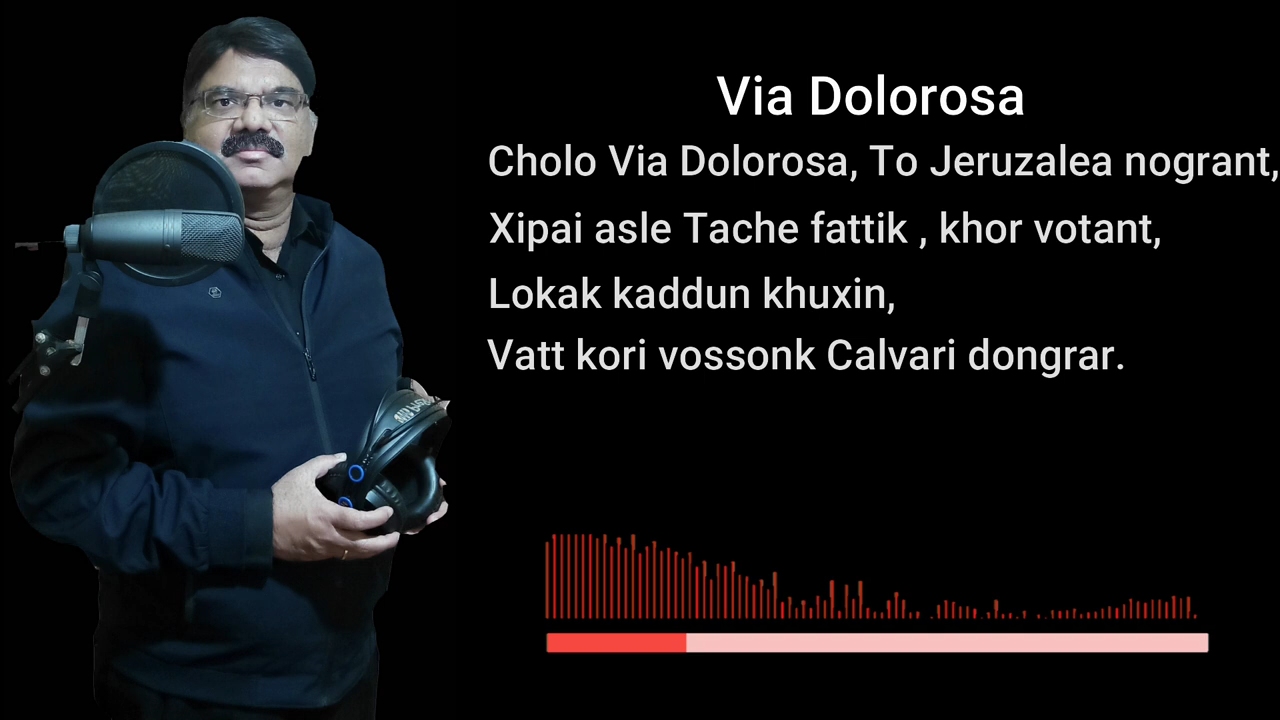 Via Dolorosa
Cholo Via Dolorosa, To Jeruzalea nogrant,
Xipai asle Tache fattik , khor votant,
Lokak kaddun khuxin,
Vatt kori vossonk Calvari dongrar.